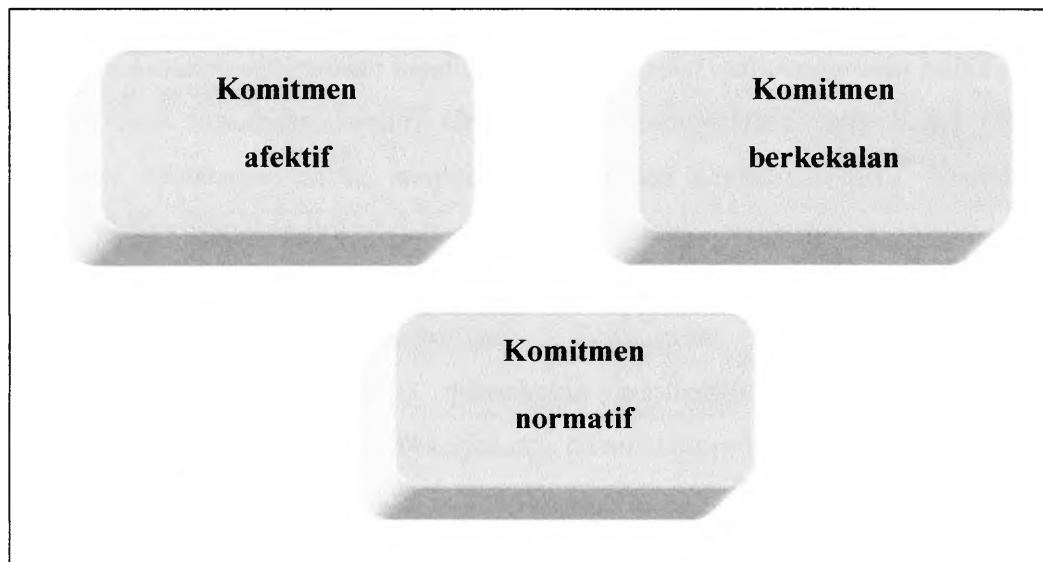 Komitmen
afektif
Komitmen
berkekalan
Komitmen
normatif